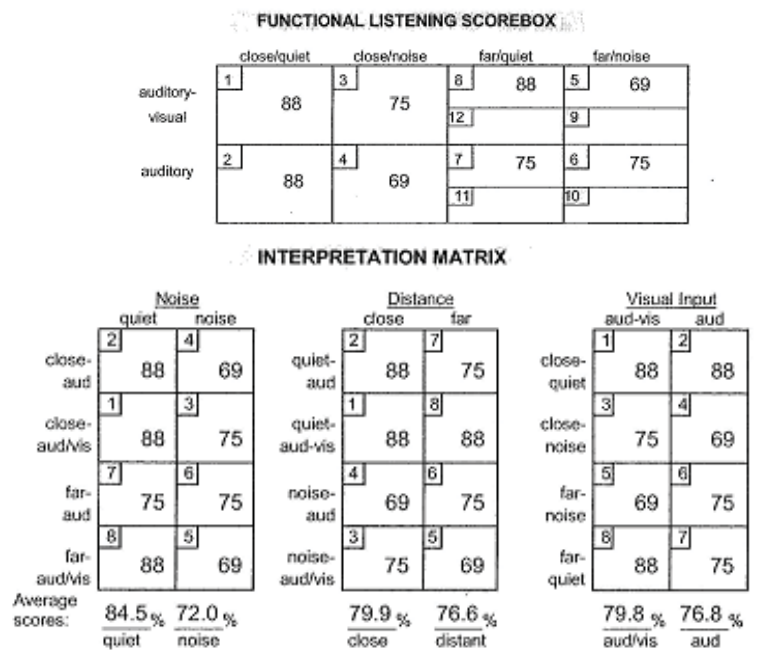 FUNCTIONAL LISTENING SCOREBOX
close/quiet close/noise far/quiet far/noise
1 3 8 88 5 69
auditory-
visual
88 75
12 9
auditory
2 4 7 75 6 75
88 69
11 10
INTERPRETATION MATRIX
Noise Distance Visual Input
quiet noise close far aud-vis aud
2 4 2 7 1 2
close-
aud
88 69
quiet-
aud
88 75
close-
quiet
88 88
1 3 1 8 3 4
close-
aud/vis
88 75
quiet-
aud-vis
88 88
close-
noise
75 69
7 6 4 6 5 6
far-
aud
75 75
noise-
aud
69 75
far-
noise
69 75
8 5 3 5 8 7
far-
aud/vis
88 69
noise-
aud/vis
75 69
far-
quiet
88 75
Average
scores:
84.5 % 72.0 % 79.9 % 76.6 % 79.8 % 76.8 %
quiet noise close distant aud/vis aud